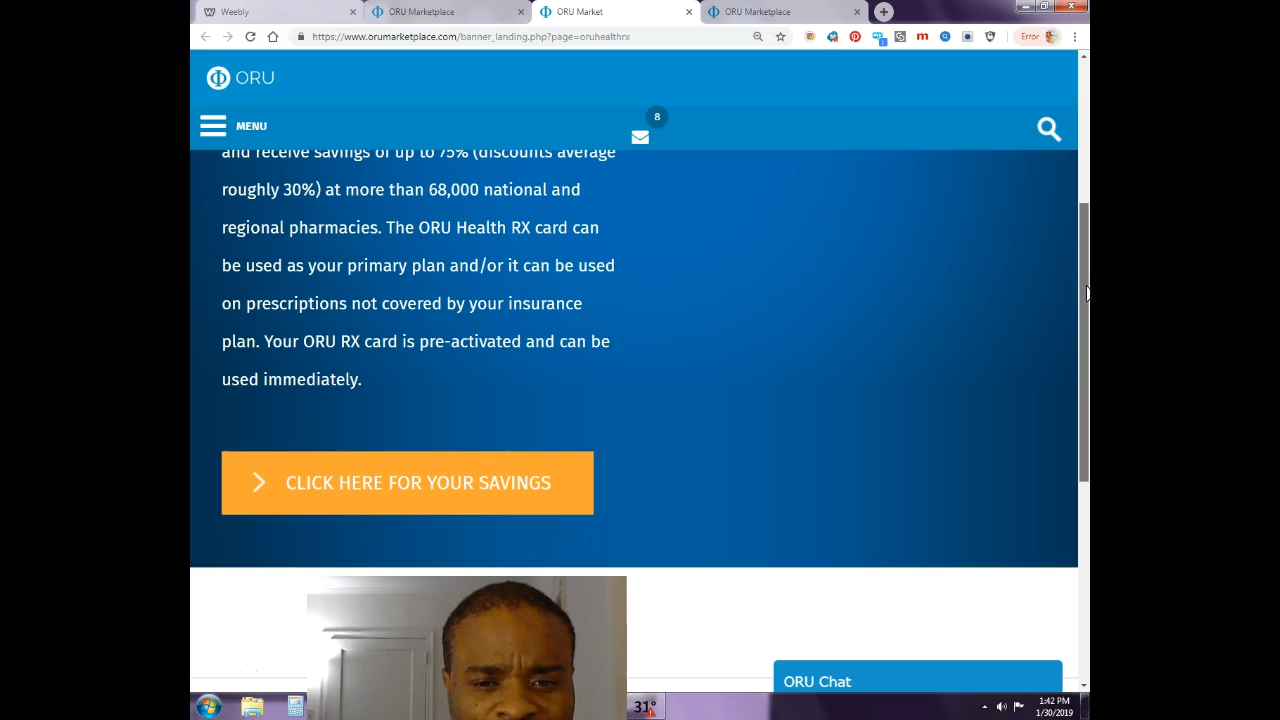 Weebly
ORU Marketplace
ORU Market
ORU Marketplace
https://www.orumarketplace.com/banner_landing.php?page=oruhealthrx
Error
ORU
MENU
8
and receive savings of up to 75% (discounts average
roughly 30%) at more than 68,000 national and
regional pharmacies. The ORU Health RX card can
be used as your primary plan and/or it can be used
on prescriptions not covered by your insurance
plan. Your ORU RX card is pre-activated and can be
used immediately.
CLICK HERE FOR YOUR SAVINGS
ORU Chat
31°
1:42 PM
1/30/2019